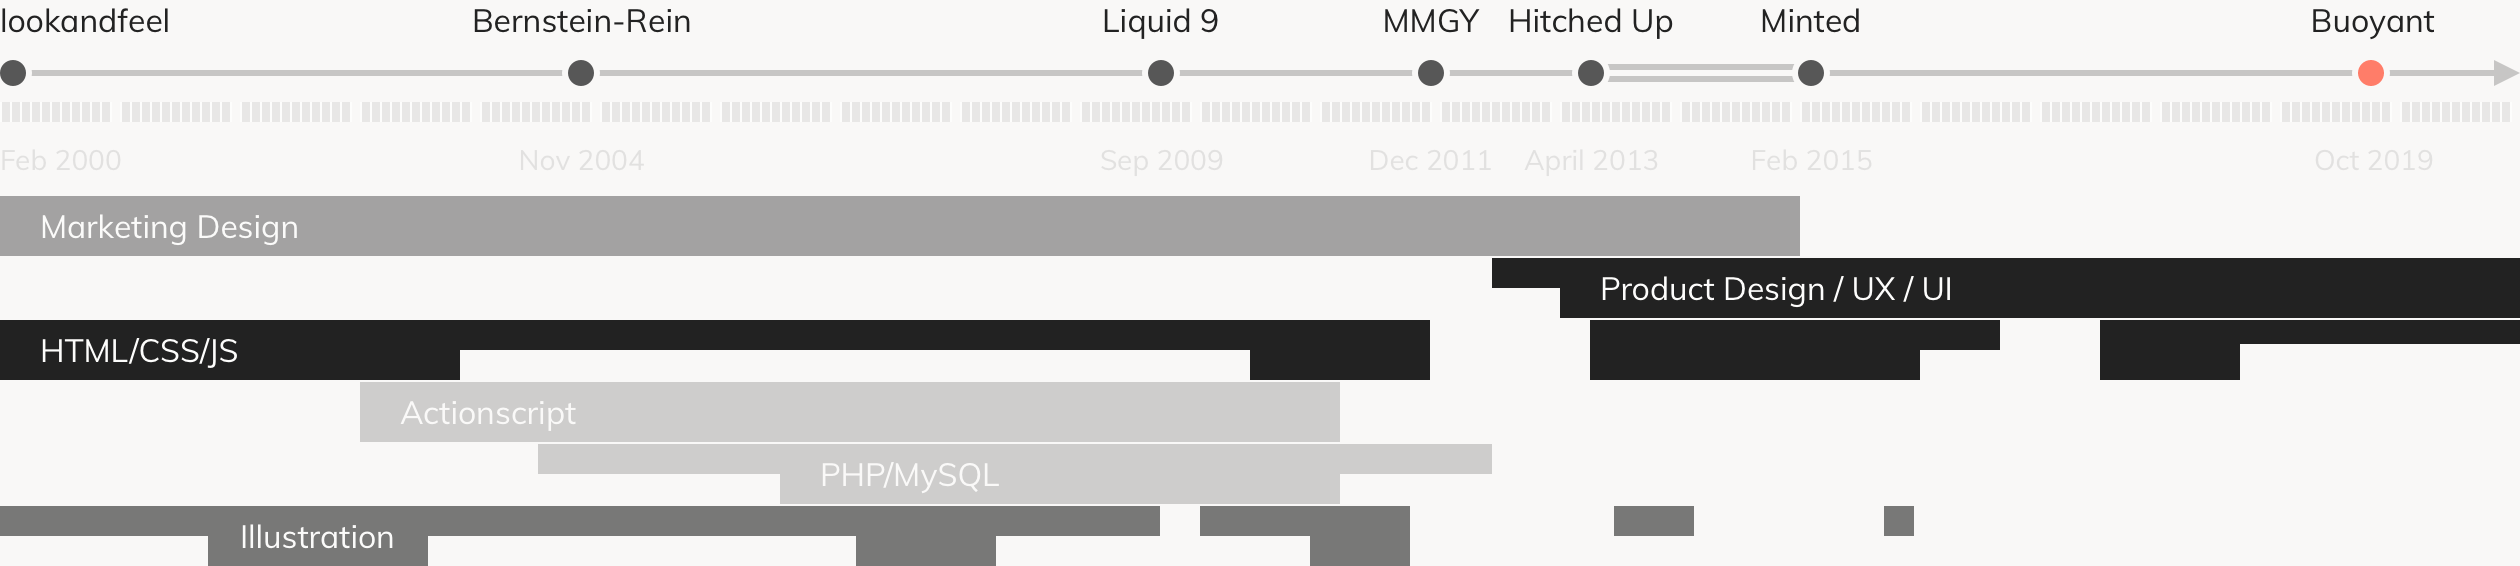 lookandfeel Bernstein-Rein Liquid 9 MMGY Hitched Up Minted Buoyant
Feb 2000 Nov 2004 Sep 2009 Dec 2011 April 2013 Feb 2015 Oct 2019
Marketing Design
Product Design / UX / UI
HTML/CSS/JS
Actionscript
PHP/MySQL
Illustration